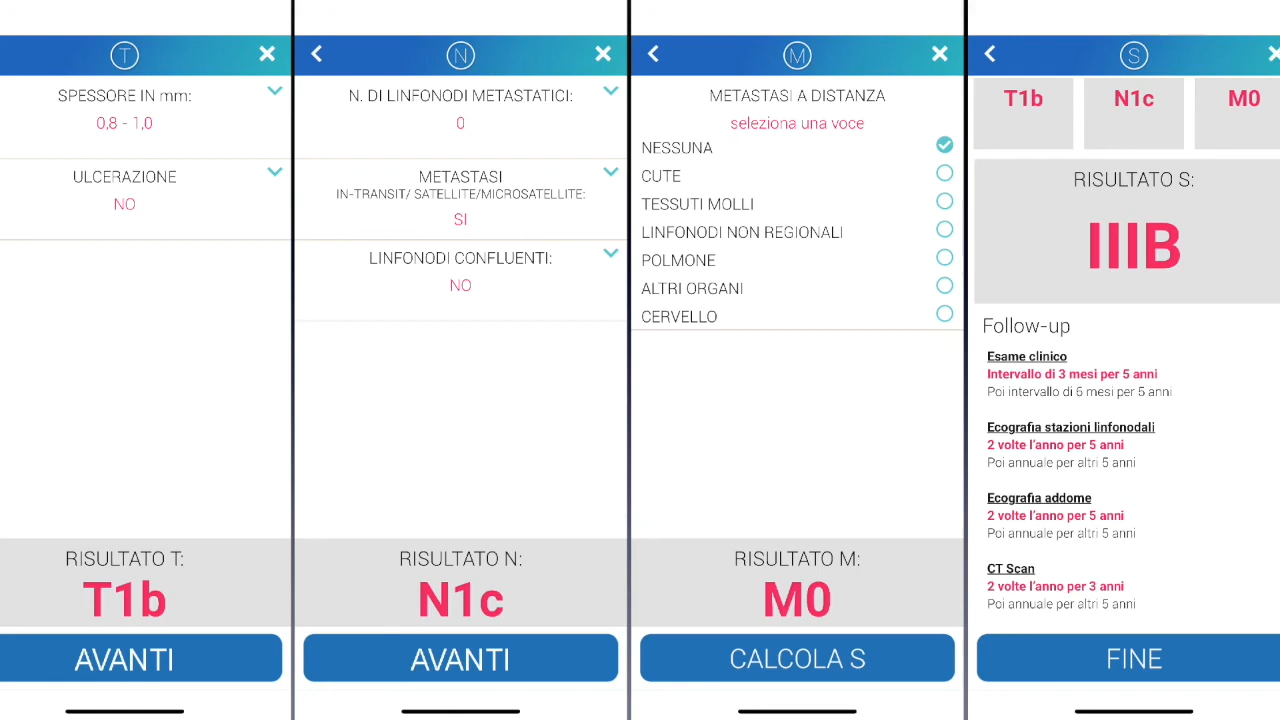 T
SPESSORE IN mm:
0,8 - 1,0
ULCERAZIONE
NO
RISULTATO T:
T1b
AVANTI
N
N. DI LINFONODI METASTATICI:
0
METASTASI
IN-TRANSIT/ SATELLITE/MICROSATELLITE:
SI
LINFONODI CONFLUENTI:
NO
RISULTATO N:
N1c
AVANTI
M
METASTASI A DISTANZA
seleziona una voce
NESSUNA
CUTE
TESSUTI MOLLI
LINFONODI NON REGIONALI
POLMONE
ALTRI ORGANI
CERVELLO
RISULTATO M:
M0
CALCOLA S
S
T1b N1c M0
RISULTATO S:
IIIB
Follow-up
Esame clinico
Intervallo di 3 mesi per 5 anni
Poi intervallo di 6 mesi per 5 anni
Ecografia stazioni linfonodali
2 volte l'anno per 5 anni
Poi annuale per altri 5 anni
Ecografia addome
2 volte l'anno per 5 anni
Poi annuale per altri 5 anni
CT Scan
2 volte l'anno per 3 anni
Poi annuale per altri 5 anni
FINE